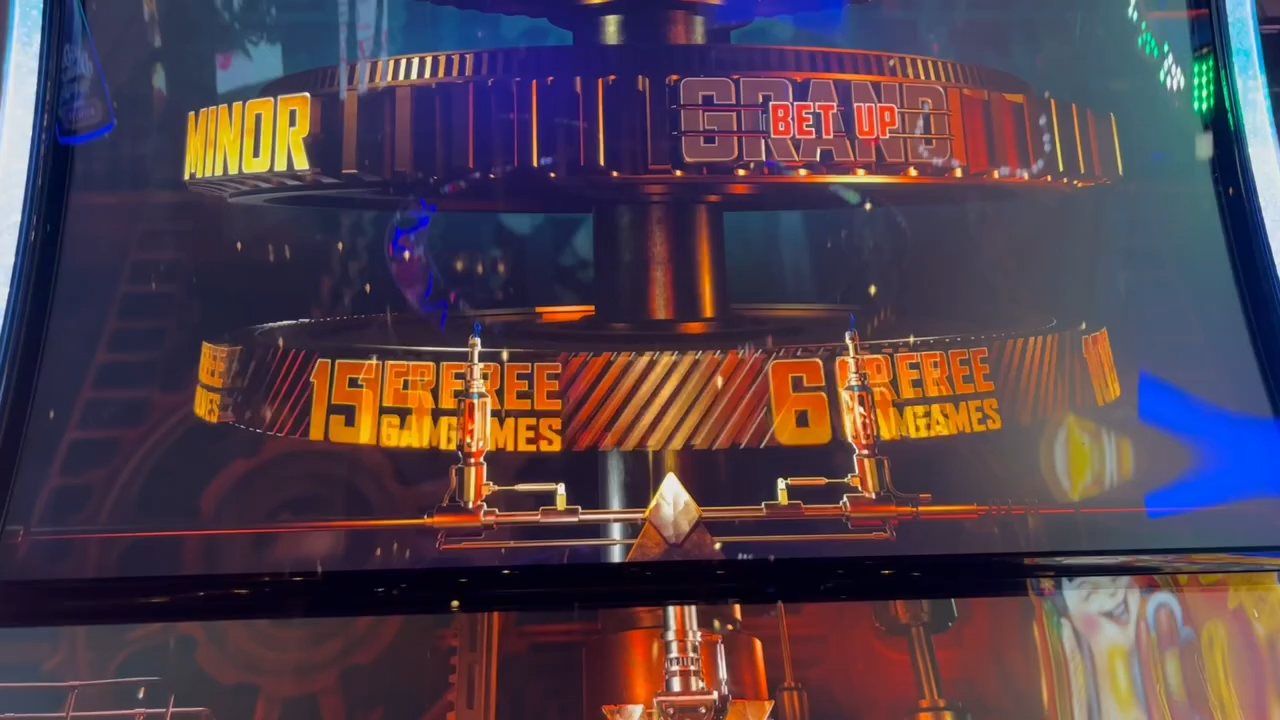 MINOR
GRAND
BET UP
15 FREE
GAMES
6 FREE
GAMES